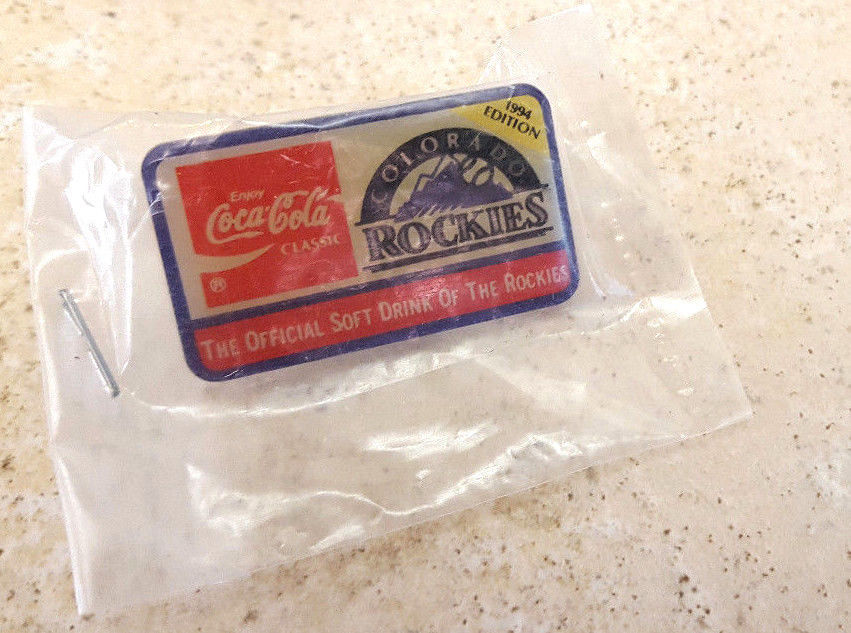 1994
EDITION
Enjoy
Coca-Cola
CLASSIC
®
COLORADO
ROCKIES
THE OFFICIAL SOFT DRINK OF THE ROCKIES